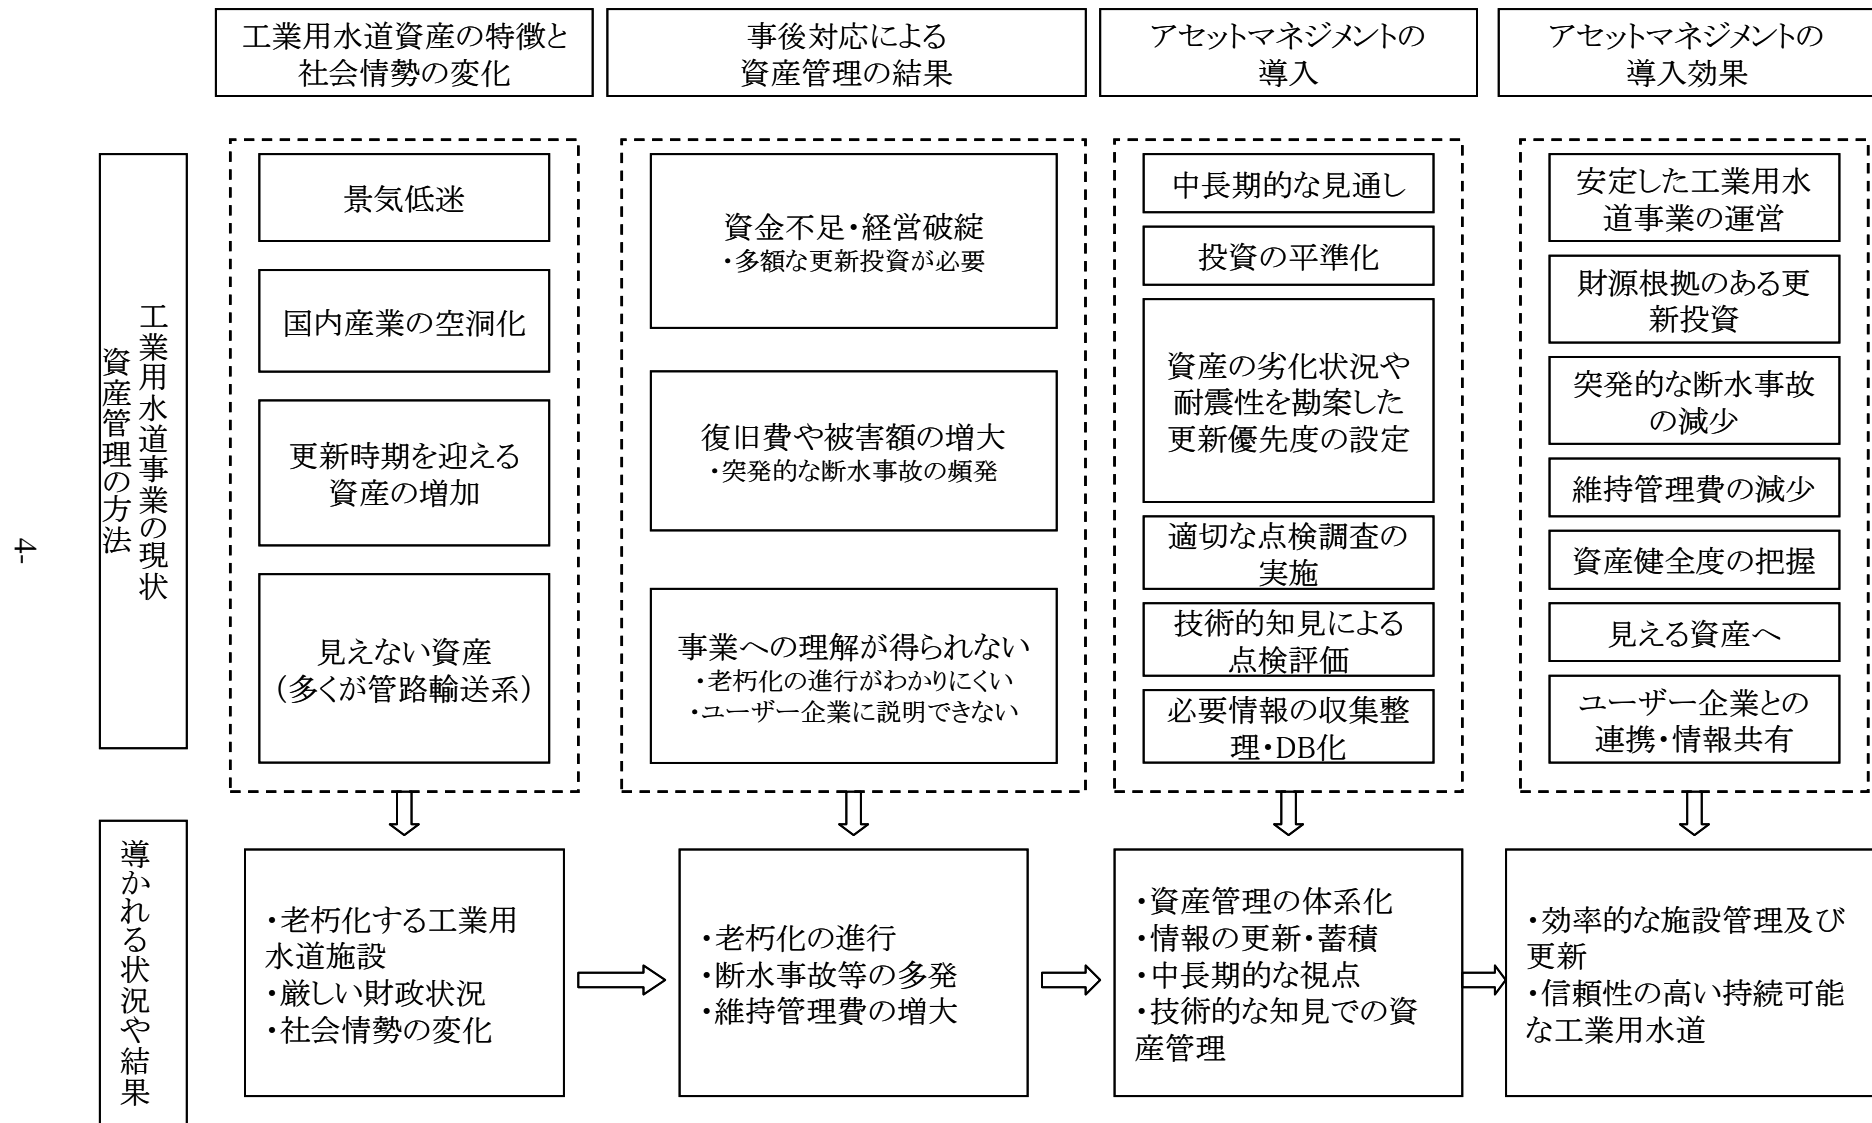 工業用水道資産の特徴と
社会情勢の変化
事後対応による
資産管理の結果
アセットマネジメントの
導入
アセットマネジメントの
導入効果
工業用水道事業の現状
資産管理の方法
景気低迷
国内産業の空洞化
更新時期を迎える
資産の増加
見えない資産
（多くが管路輸送系）
資金不足・経営破綻
・多額な更新投資が必要
復旧費や被害額の増大
・突発的な断水事故の頻発
事業への理解が得られない
・老朽化の進行がわかりにくい
・ユーザー企業に説明できない
中長期的な見通し
投資の平準化
資産の劣化状況や
耐震性を勘案した
更新優先度の設定
適切な点検調査の
実施
技術的知見による
点検評価
必要情報の収集整
理・DB化
安定した工業用水
道事業の運営
財源根拠のある更
新投資
突発的な断水事故
の減少
維持管理費の減少
資産健全度の把握
見える資産へ
ユーザー企業との
連携・情報共有
4-
導かれる状況や結果
・老朽化する工業用
水道施設
・厳しい財政状況
・社会情勢の変化
・老朽化の進行
・断水事故等の多発
・維持管理費の増大
・資産管理の体系化
・情報の更新・蓄積
・中長期的な視点
・技術的な知見での資
産管理
・効率的な施設管理及び
更新
・信頼性の高い持続可能
な工業用水道